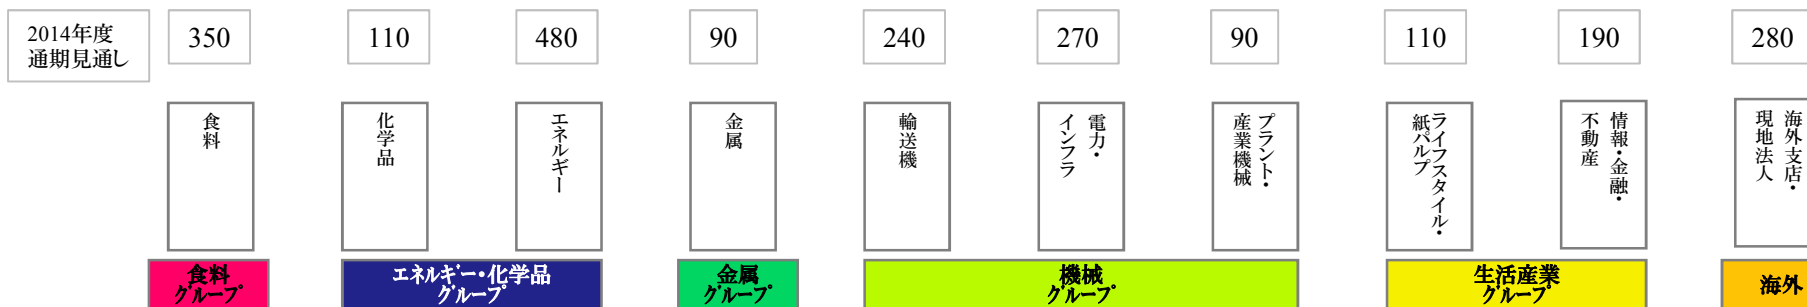 2014年度
通期見通し
350
110
480
90
240
270
90
110
190
280
食料
化学品
エネルギー
金属
輸送機
電力・
インフラ
プラント・
産業機械
ライフスタイル・
紙パルプ
情報・金融・
不動産
海外支店・
現地法人
食料
グループ
エネルギー・化学品
グループ
金属
グループ
機械
グループ
生活産業
グループ
海外